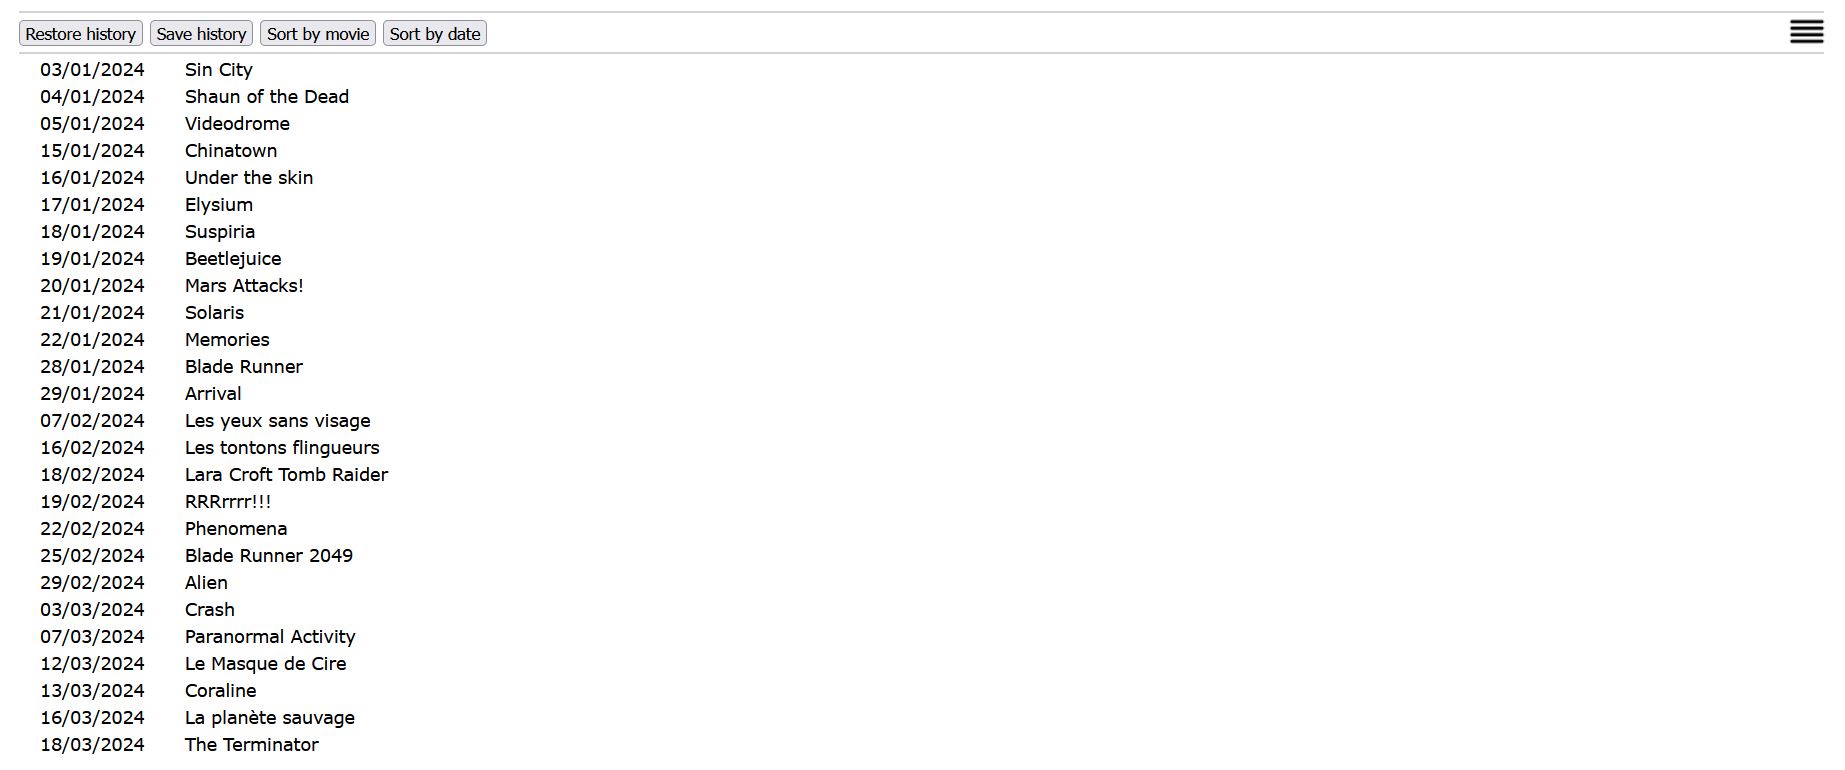 Restore history Save history Sort by movie Sort by date
03/01/2024 Sin City
04/01/2024 Shaun of the Dead
05/01/2024 Videodrome
15/01/2024 Chinatown
16/01/2024 Under the skin
17/01/2024 Elysium
18/01/2024 Suspiria
19/01/2024 Beetlejuice
20/01/2024 Mars Attacks!
21/01/2024 Solaris
22/01/2024 Memories
28/01/2024 Blade Runner
29/01/2024 Arrival
07/02/2024 Les yeux sans visage
16/02/2024 Les tontons flingueurs
18/02/2024 Lara Croft Tomb Raider
19/02/2024 RRRrrrr!!!
22/02/2024 Phenomena
25/02/2024 Blade Runner 2049
29/02/2024 Alien
03/03/2024 Crash
07/03/2024 Paranormal Activity
12/03/2024 Le Masque de Cire
13/03/2024 Coraline
16/03/2024 La planète sauvage
18/03/2024 The Terminator